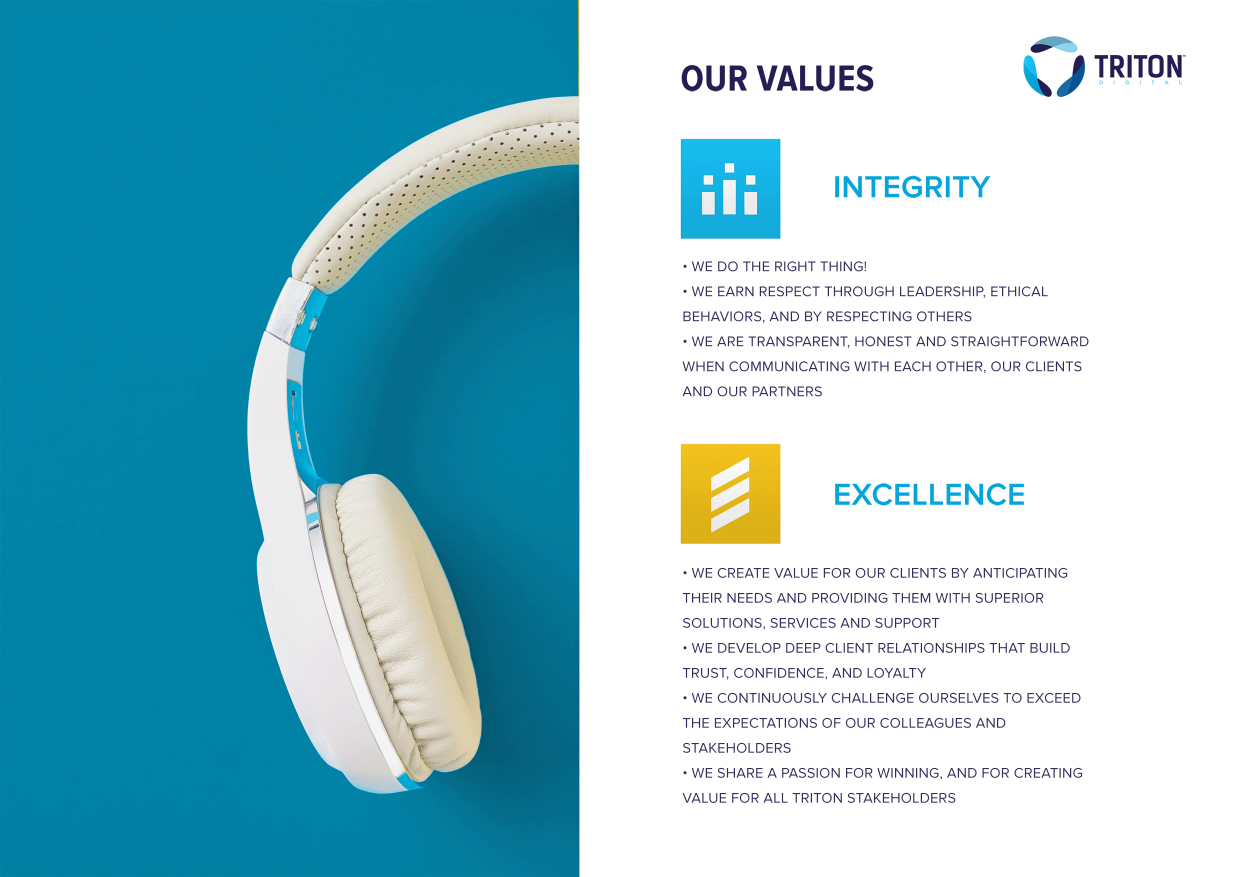 OUR VALUES
TRITON™
DIGITAL
INTEGRITY
• WE DO THE RIGHT THING!
• WE EARN RESPECT THROUGH LEADERSHIP, ETHICAL
BEHAVIORS, AND BY RESPECTING OTHERS
• WE ARE TRANSPARENT, HONEST AND STRAIGHTFORWARD
WHEN COMMUNICATING WITH EACH OTHER, OUR CLIENTS
AND OUR PARTNERS
EXCELLENCE
• WE CREATE VALUE FOR OUR CLIENTS BY ANTICIPATING
THEIR NEEDS AND PROVIDING THEM WITH SUPERIOR
SOLUTIONS, SERVICES AND SUPPORT
• WE DEVELOP DEEP CLIENT RELATIONSHIPS THAT BUILD
TRUST, CONFIDENCE, AND LOYALTY
• WE CONTINUOUSLY CHALLENGE OURSELVES TO EXCEED
THE EXPECTATIONS OF OUR COLLEAGUES AND
STAKEHOLDERS
• WE SHARE A PASSION FOR WINNING, AND FOR CREATING
VALUE FOR ALL TRITON STAKEHOLDERS